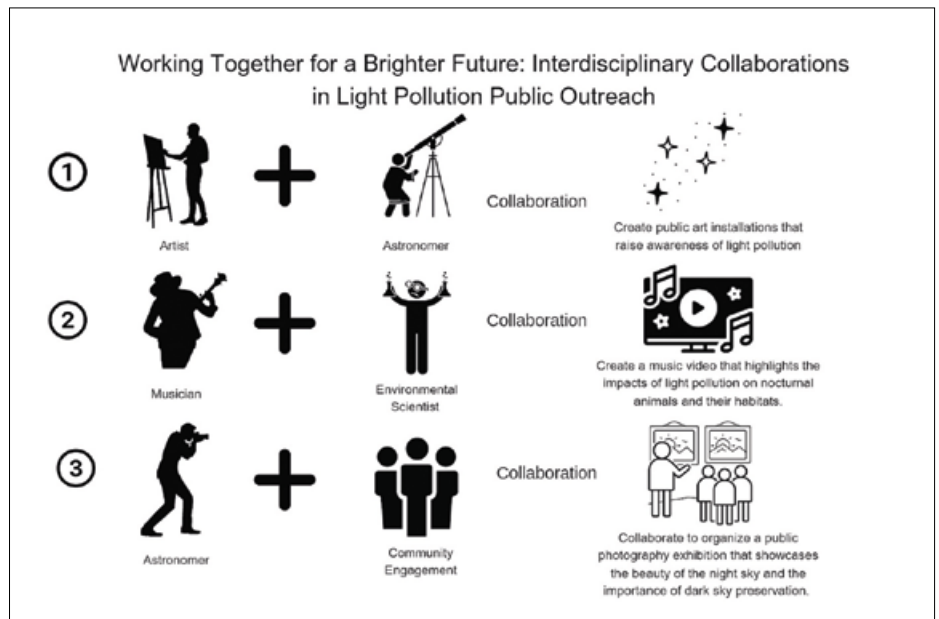 Working Together for a Brighter Future: Interdisciplinary Collaborations
in Light Pollution Public Outreach
1
Artist
Astronomer
Collaboration
Create public art installations that
raise awareness of light pollution
2
Musician
Environmental
Scientist
Collaboration
Create a music video that highlights the
impacts of light pollution on nocturnal
animals and their habitats.
3
Astronomer
Community
Engagement
Collaboration
Collaborate to organize a public
photography exhibition that showcases
the beauty of the night sky and the
importance of dark sky preservation.